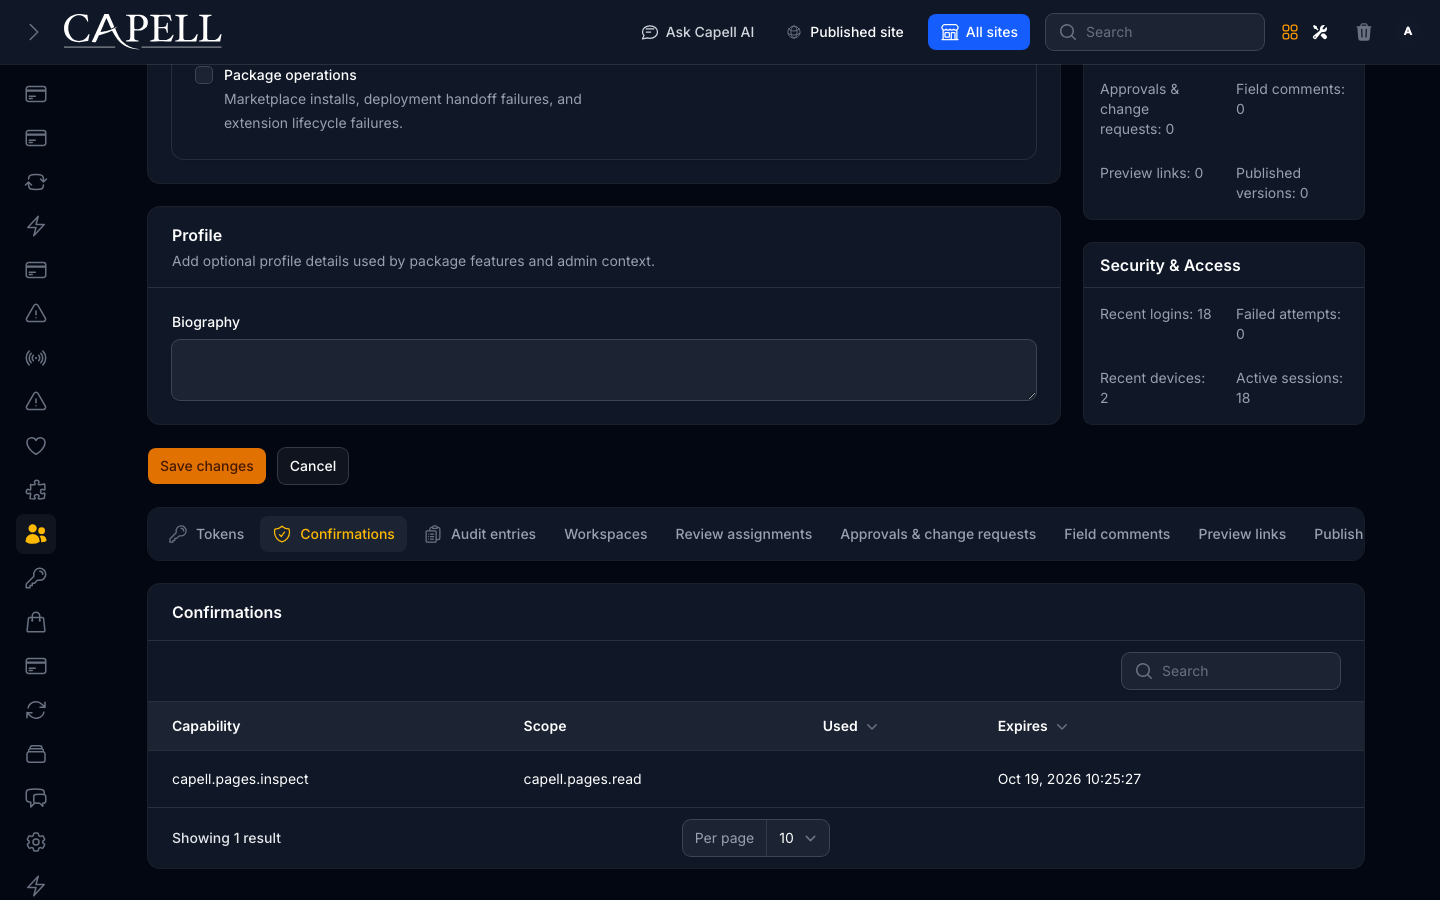 CAPELL
Ask Capell AI
Published site
All sites
Search
A
Package operations
Marketplace installs, deployment handoff failures, and
extension lifecycle failures.
Approvals &
change
requests: 0
Field comments:
0
Preview links: 0
Published
versions: 0
Profile
Add optional profile details used by package features and admin context.
Biography
Security & Access
Recent logins: 18
Failed attempts:
0
Recent devices:
2
Active sessions:
18
Save changes
Cancel
Tokens
Confirmations
Audit entries
Workspaces
Review assignments
Approvals & change requests
Field comments
Preview links
Publish
Confirmations
Search
Capability
Scope
Used
Expires
capell.pages.inspect
capell.pages.read
Oct 19, 2026 10:25:27
Showing 1 result
Per page
10